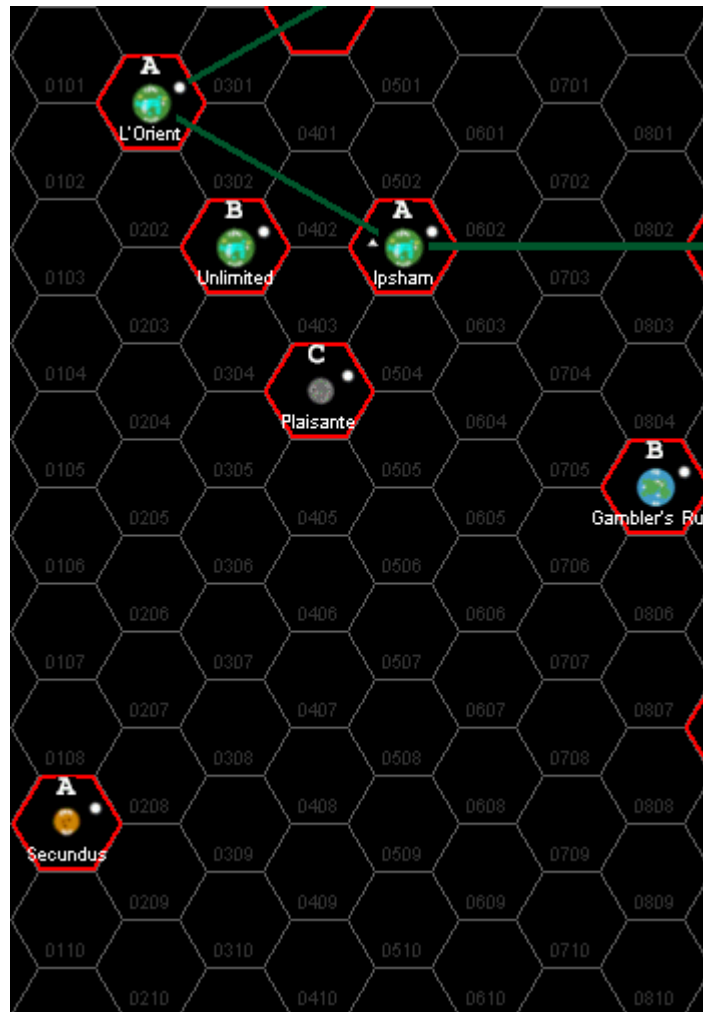 A
0101 0301 0501 0701
L'Orient 0401 0601 0801
0102 0302 0502 0702
B A
0202 0402 0602 0802
0103 Unlimited Ipsham 0703
0203 0403 0603 0803
C
0104 0304 0504 0704
0204 Plaisante 0604 0804
B
0105 0305 0505 0705
0205 0405 0605 Gambler's Ru
0106 0306 0506 0706
0206 0406 0606 0806
0107 0307 0507 0707
0207 0407 0607 0807
0108 0308 0508 0708
A
0208 0408 0608 0808
Secundus 0309 0509 0709
0209 0409 0609 0809
0110 0310 0510 0710
0210 0410 0610 0810